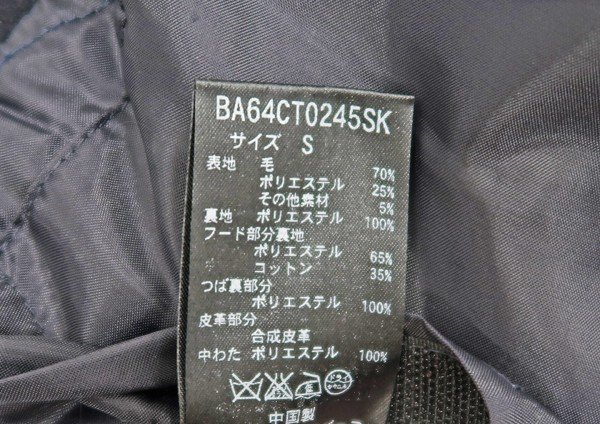 BA64CT0245SK
サイズ S
表地 毛 70%
ポリエステル 25%
その他素材 5%
裏地 ポリエステル 100%
フード部分裏地
ポリエステル 65%
コットン 35%
つば裏部分
ポリエステル 100%
皮革部分
合成皮革
中わた ポリエステル 100%
ドライ
中国製